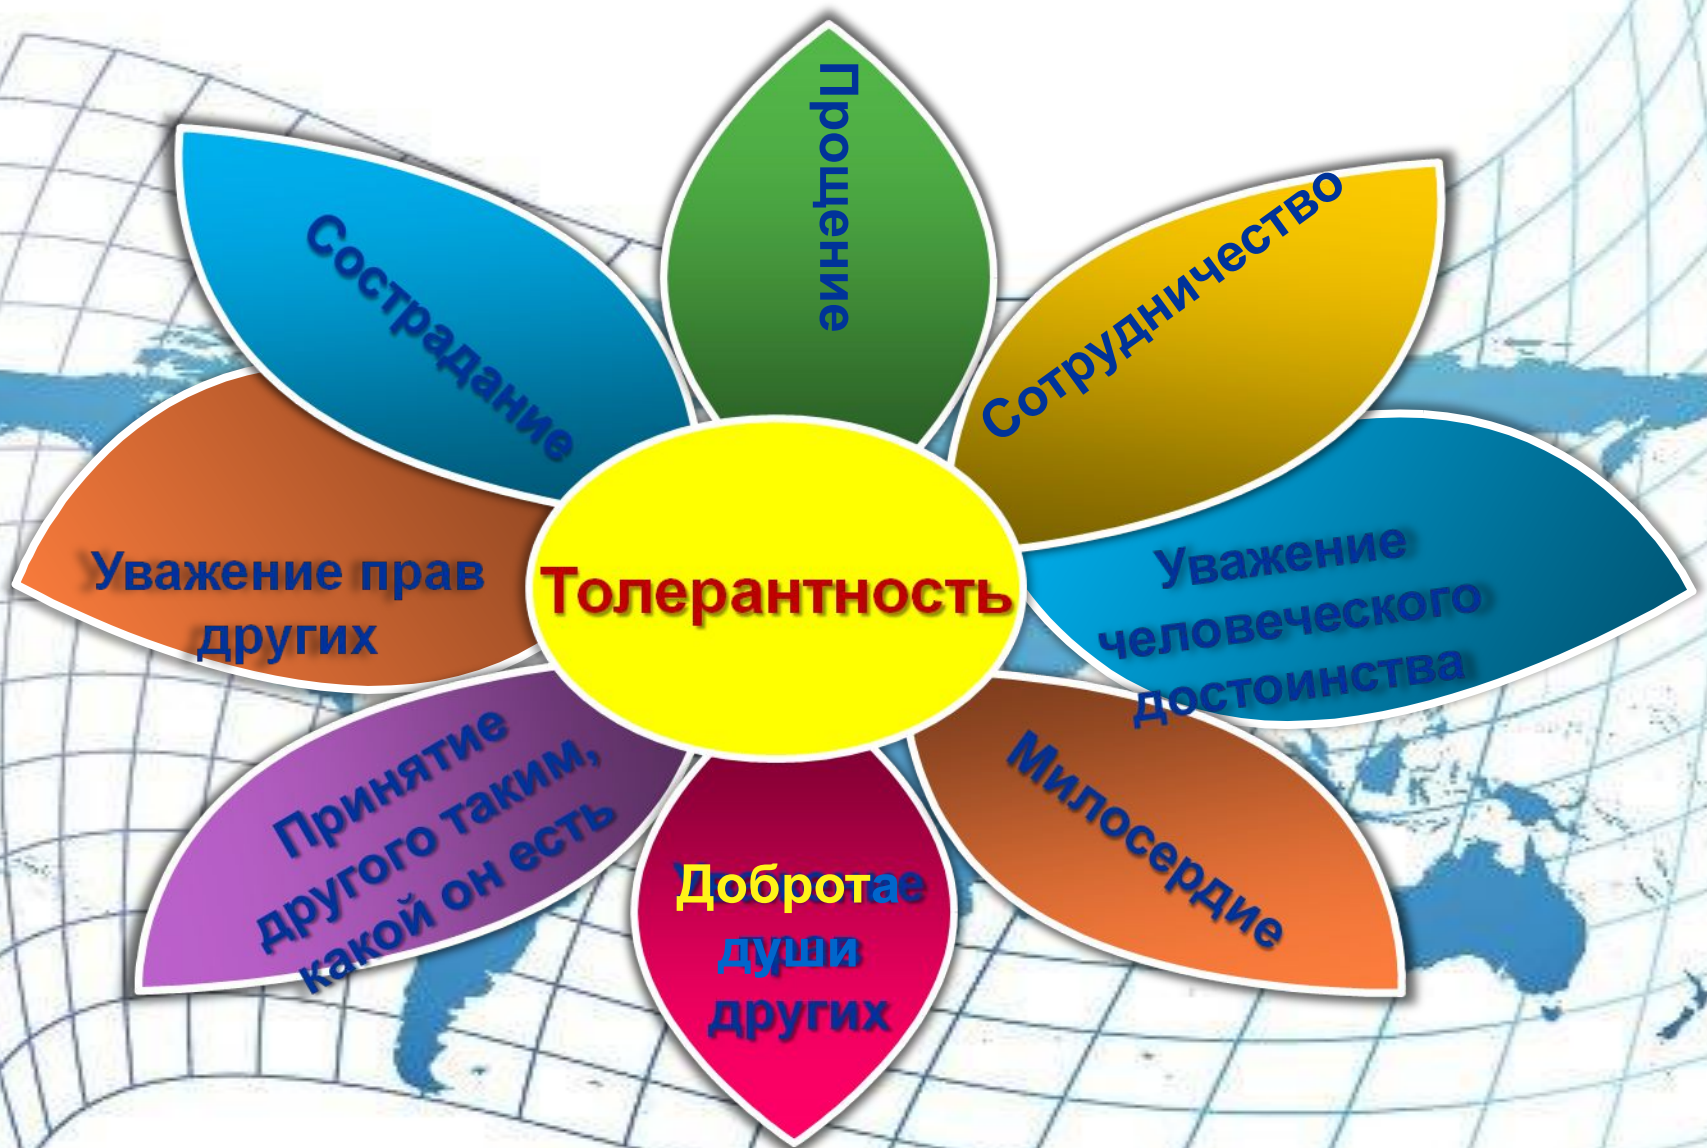 Прощение
Сострадание
Сотрудничество
Уважение прав
других
Толерантность
Уважение
человеческого
достоинства
Принятие
другого таким,
какой он есть
Милосердие
Доброта
души
других